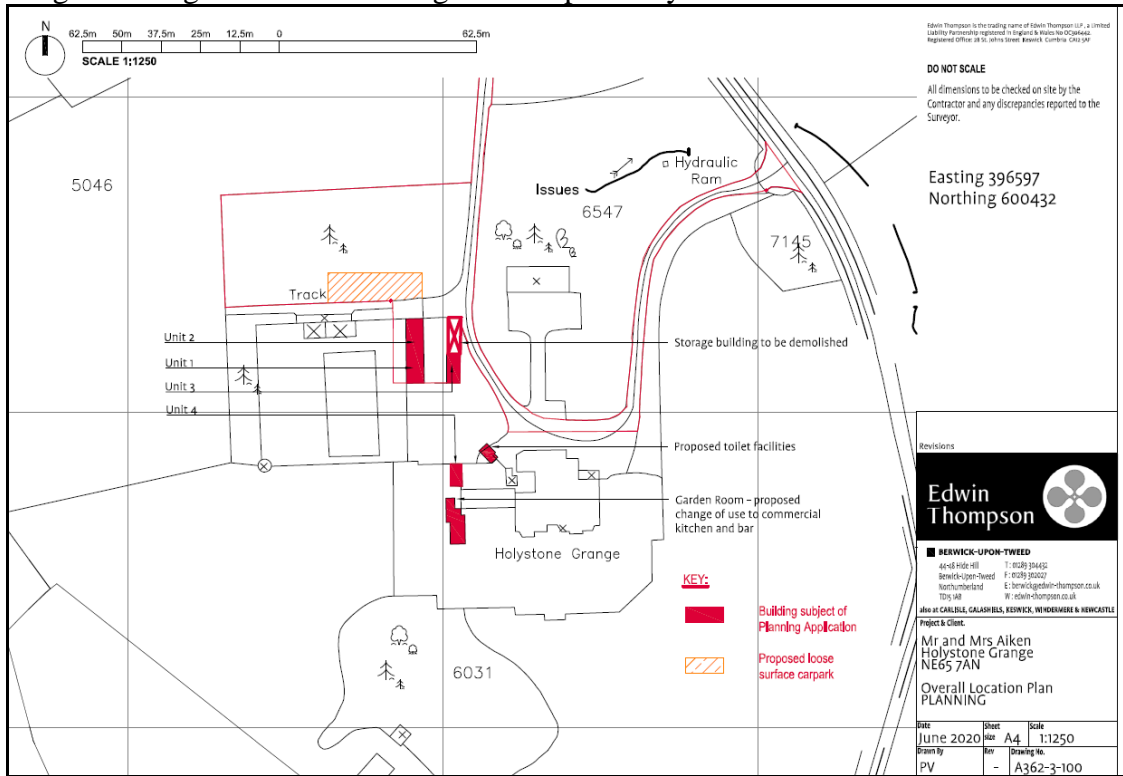 N
62.5m 50m 37.5m 25m 12.5m 0 62.5m
SCALE 1:1250
Edwin Thompson is the trading name of Edwin Thompson LLP, a Limited
Liability Partnership registered in England & Wales No OC306442
Registered Office: 28 St. Johns Street Keswick Cumbria CA12 5AF
DO NOT SCALE
All dimensions to be checked on site by the
Contractor and any discrepancies reported to the
Surveyor.
Easting 396597
Northing 600432
5046
Issues
Hydraulic
Ram
6547
7145
Track
Unit 2
Unit 1
Unit 3
Unit 4
Storage building to be demolished
Proposed toilet facilities
Garden Room – proposed
change of use to commercial
kitchen and bar
Holystone Grange
6031
KEY:
Building subject of
Planning Application
Proposed loose
surface carpark
Revisions
Edwin
Thompson
BERWICK-UPON-TWEED
44-48 Hide Hill
Berwick-Upon-Tweed
Northumberland
TD15 1AB
T: 01289 304432
F: 01289 302027
E: berwick@edwin-thompson.co.uk
W: edwin-thompson.co.uk
also at CARLISLE, GALASHIELS, KESWICK, WINDERMERE & NEWCASTLE
Project & Client.
Mr and Mrs Aiken
Holystone Grange
NE65 7AN
Overall Location Plan
PLANNING
Date
June 2020
Sheet size A4
Scale
1:1250
Drawn By
PV
Rev
-
Drawing No.
A362-3-100